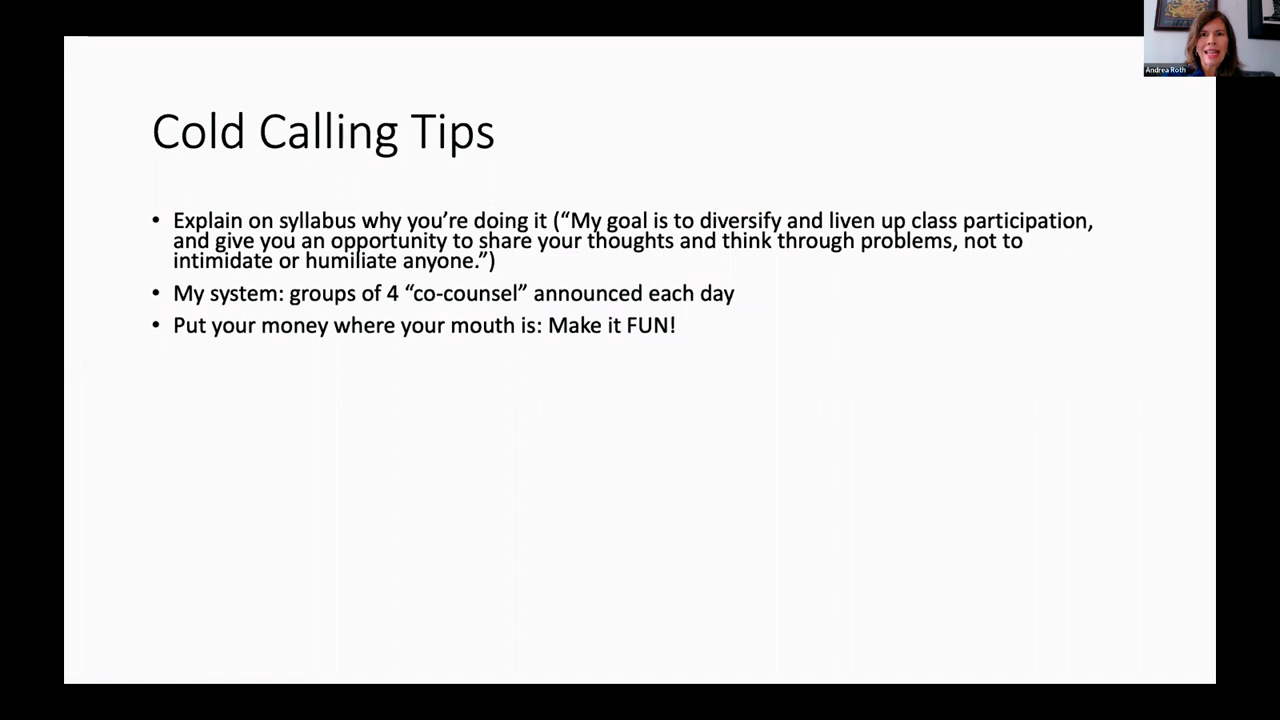 Andrea Roth
Cold Calling Tips
• Explain on syllabus why you’re doing it (“My goal is to diversify and liven up class participation,
and give you an opportunity to share your thoughts and think through problems, not to
intimidate or humiliate anyone.”)
• My system: groups of 4 “co-counsel” announced each day
• Put your money where your mouth is: Make it FUN!